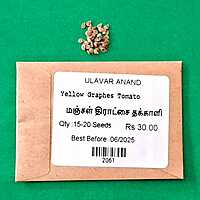 ULAVAR ANAND
Yellow Graphes Tomato
மஞ்சள் திராட்சை தக்காளி
Qty :15-20 Seeds
Rs 30.00
Best Before :06/2025
2061